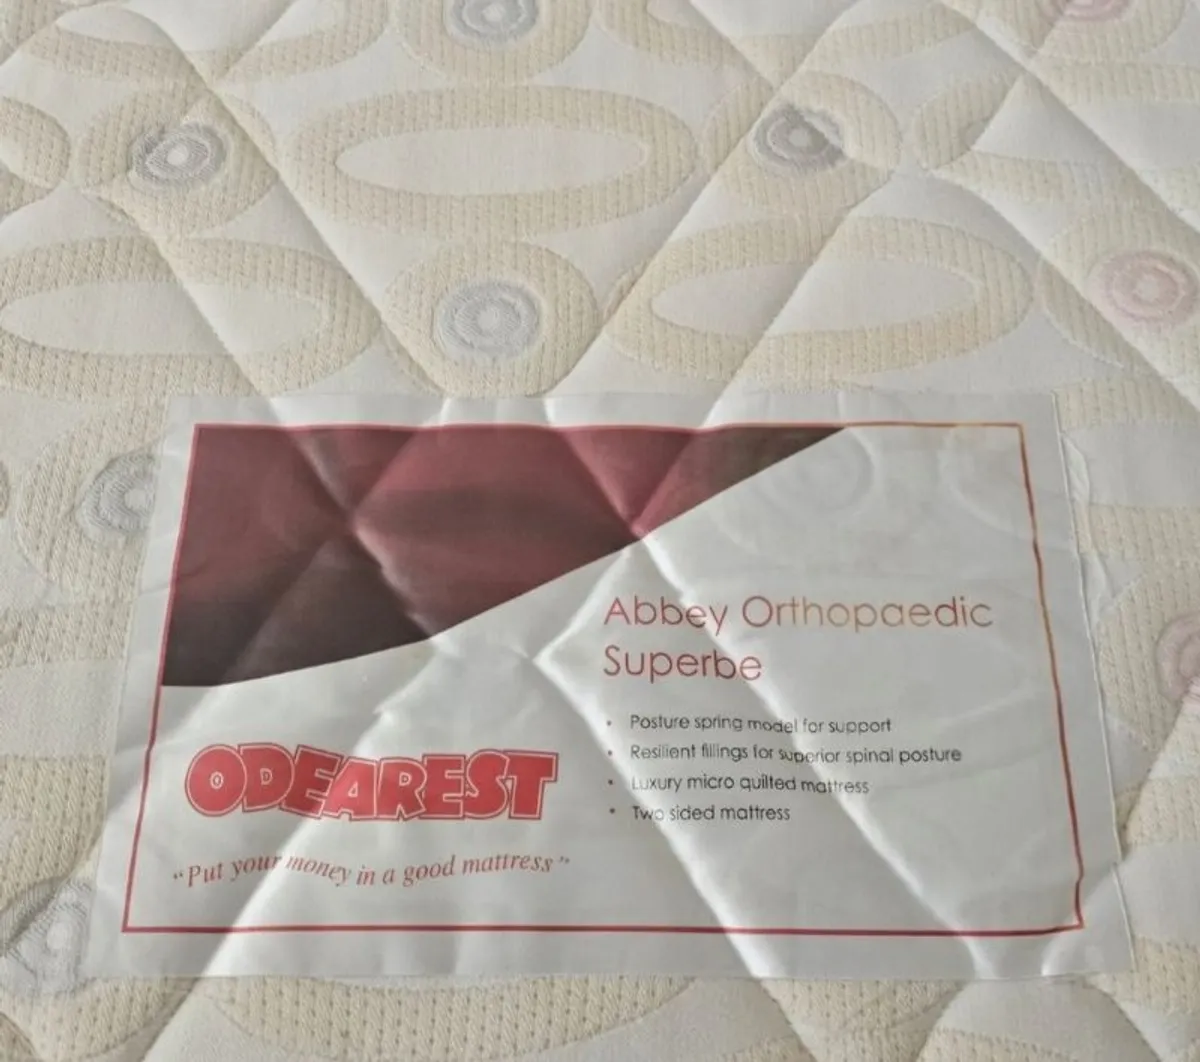 Abbey Orthopaedic
Superbe
• Posture spring model for support
• Resilient fillings for superior spinal posture
• Luxury micro quilted mattress
• Two sided mattress
ODEAREST
“Put your money in a good mattress”